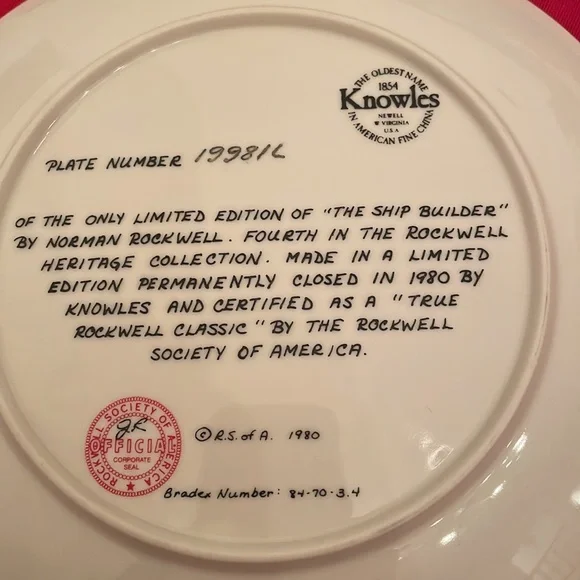 THE OLDEST NAME
1854
Knowles
NEWELL
W VIRGINIA
U.S.A
IN AMERICAN FINE CHINA
PLATE NUMBER 19981L
OF THE ONLY LIMITED EDITION OF "THE SHIP BUILDER"
BY NORMAN ROCKWELL. FOURTH IN THE ROCKWELL
HERITAGE COLLECTION. MADE IN A LIMITED
EDITION PERMANENTLY CLOSED IN 1980 BY
KNOWLES AND CERTIFIED AS A "TRUE
ROCKWELL CLASSIC" BY THE ROCKWELL
SOCIETY OF AMERICA.
ROCKWELL SOCIETY OF AMERICA
OFFICIAL
CORPORATE
SEAL
© R.S. of A. 1980
Bradex Number: 84-70-3.4